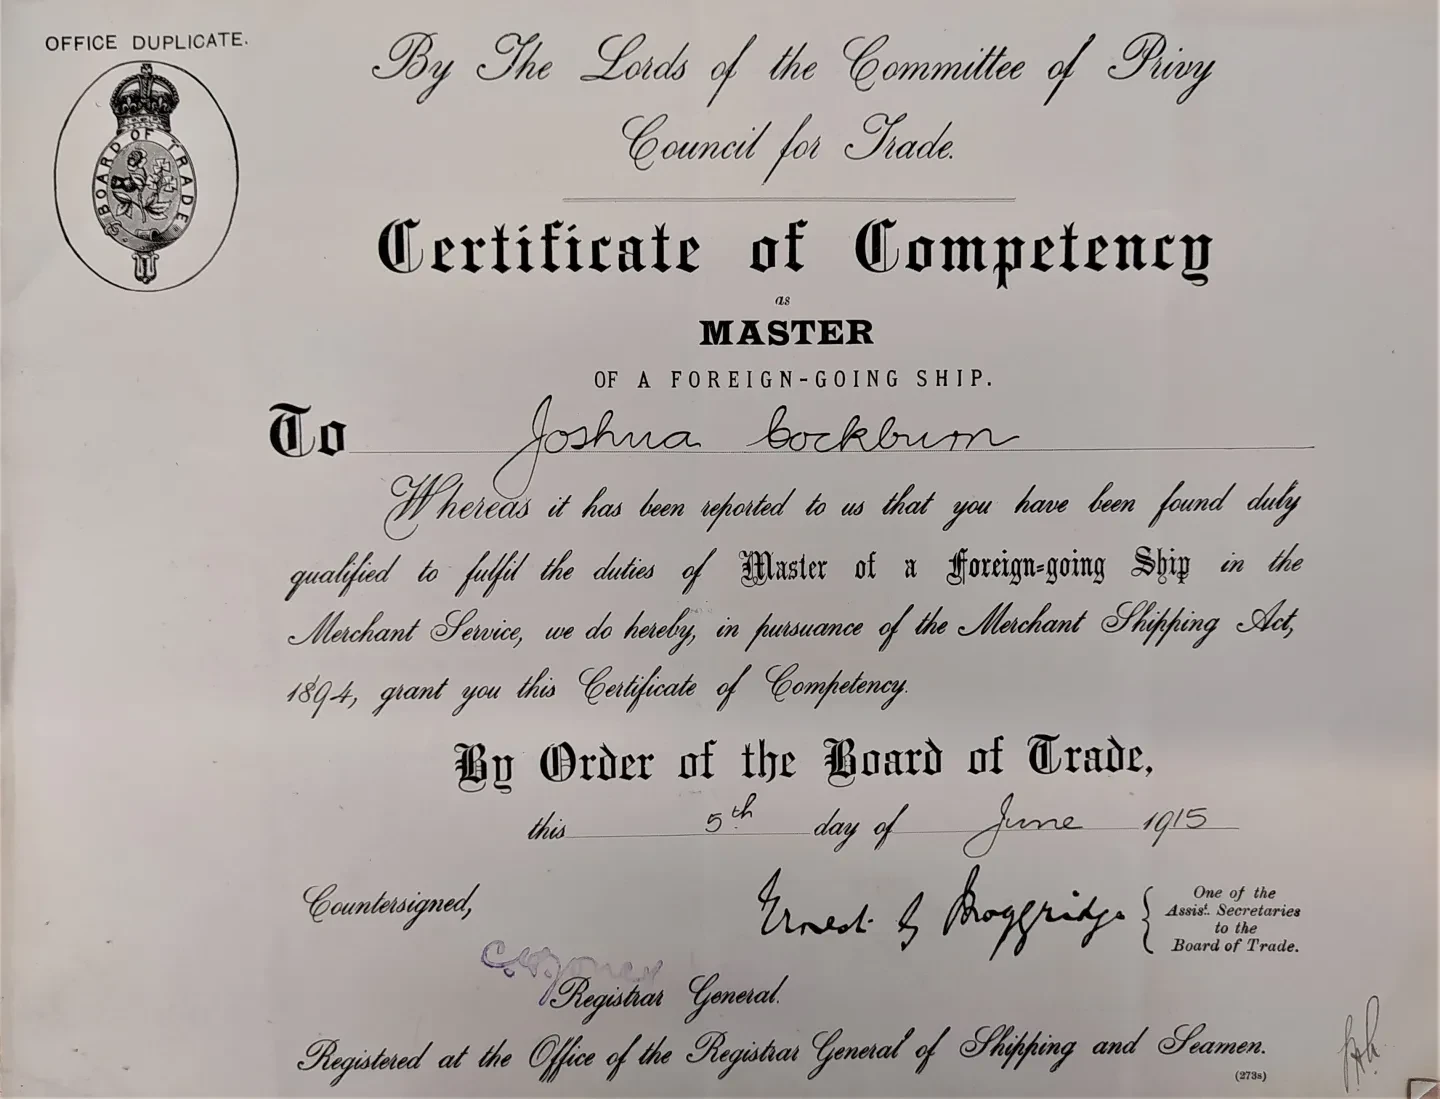 OFFICE DUPLICATE.
BOARD OF TRADE
By The Lords of the Committee of Privy
Council for Trade.
Certificate of Competency
as
MASTER
OF A FOREIGN-GOING SHIP.
To Joshua Cockburn
Whereas it has been reported to us that you have been found duly
qualified to fulfil the duties of Master of a Foreign-going Ship in the
Merchant Service, we do hereby, in pursuance of the Merchant Shipping Act,
1894, grant you this Certificate of Competency.
By Order of the Board of Trade,
this 5th day of June 1915
Countersigned,
Ernest G Moggridge
One of the
Assist. Secretaries
to the
Board of Trade.
Registrar General.
Registered at the Office of the Registrar General of Shipping and Seamen.
(273s)